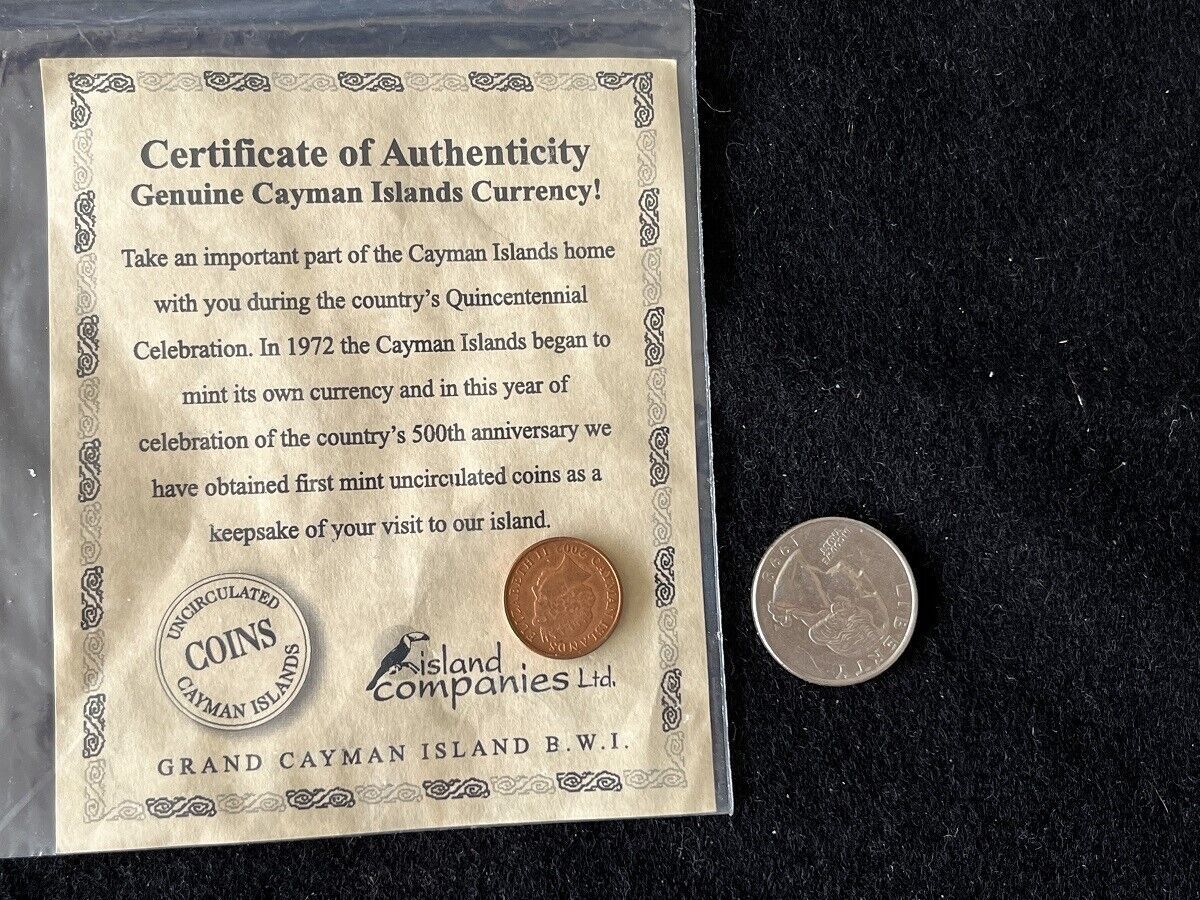 Certificate of Authenticity
Genuine Cayman Islands Currency!
Take an important part of the Cayman Islands home
with you during the country's Quincentennial
Celebration. In 1972 the Cayman Islands began to
mint its own currency and in this year of
celebration of the country's 500th anniversary we
have obtained first mint uncirculated coins as a
keepsake of your visit to our island.
UNCIRCULATED
COINS
CAYMAN ISLANDS
CAYMAN ISLANDS
island
companies Ltd.
GRAND CAYMAN ISLAND B.W.I.
LIBERTY